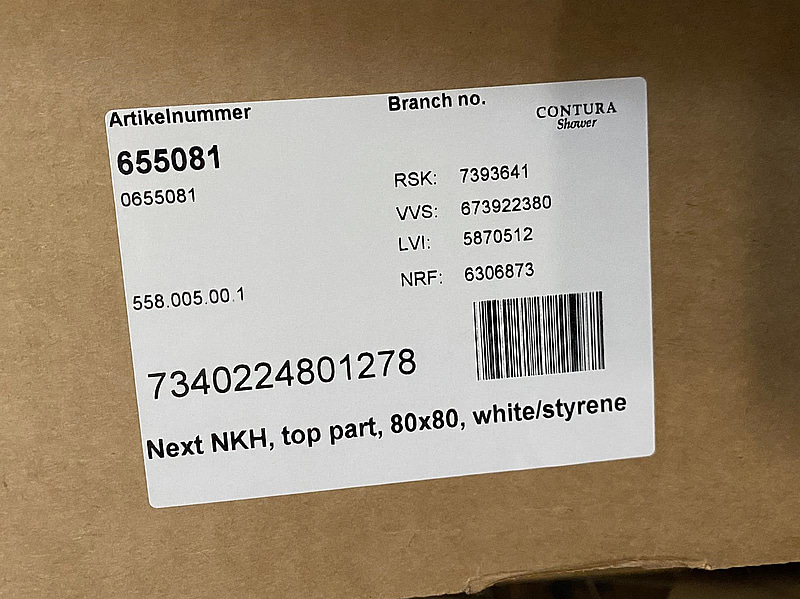 Artikelnummer
Branch no.
CONTURA
Shower
655081
0655081
RSK: 7393641
VVS: 673922380
LVI: 5870512
NRF: 6306873
558.005.00.1
7340224801278
Next NKH, top part, 80x80, white/styrene